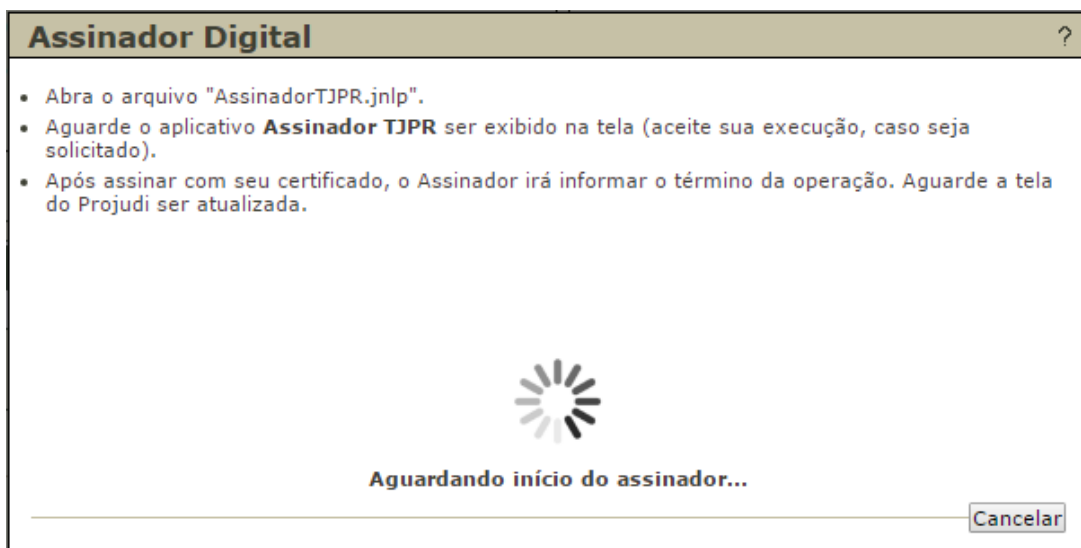 Assinador Digital ?
• Abra o arquivo "AssinadorTJPR.jnlp".
• Aguarde o aplicativo Assinador TJPR ser exibido na tela (aceite sua execução, caso seja
solicitado).
• Após assinar com seu certificado, o Assinador irá informar o término da operação. Aguarde a tela
do Projudi ser atualizada.
Aguardando início do assinador...
Cancelar